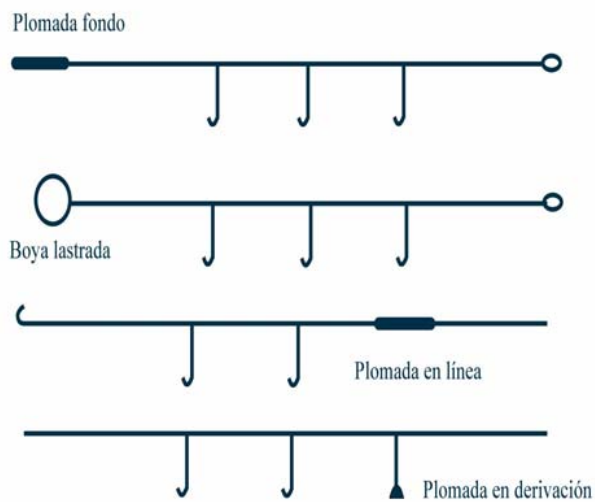 Plomada fondo
Boya lastrada
Plomada en línea
Plomada en derivación